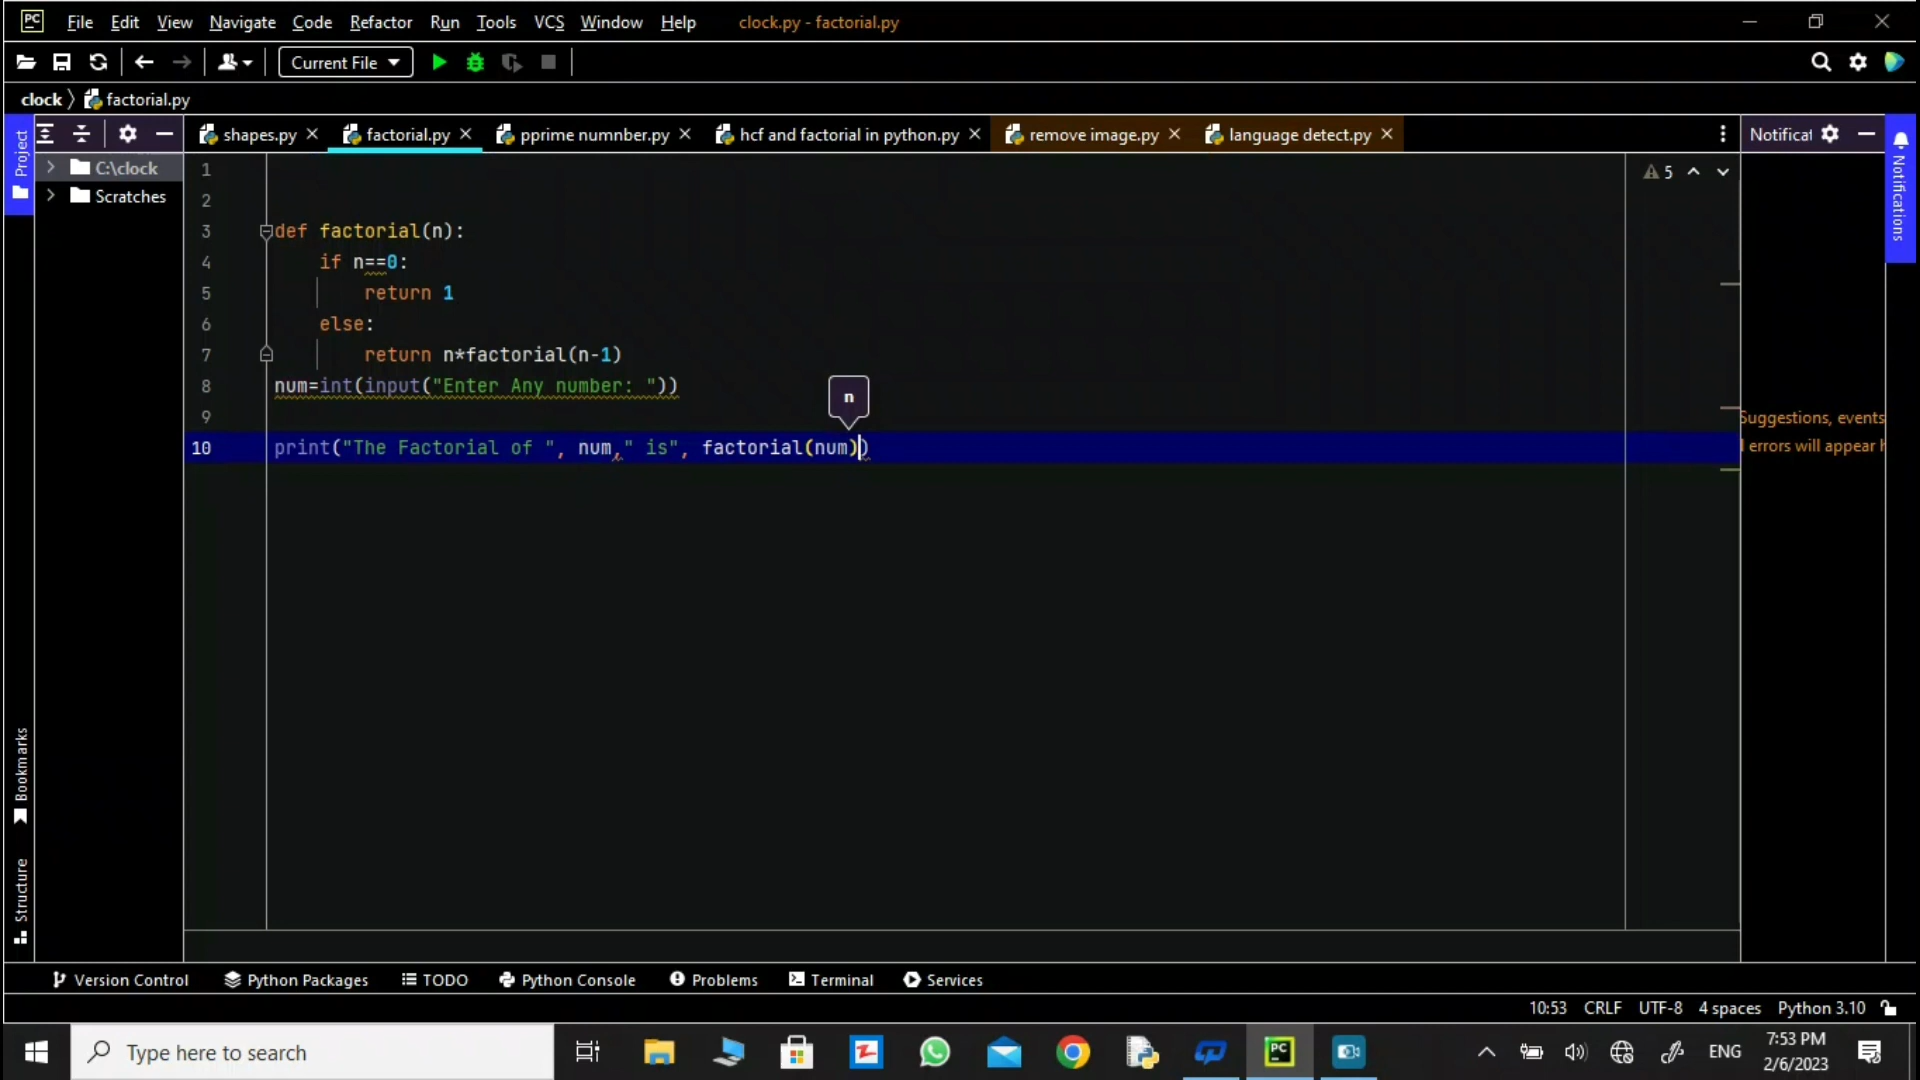 PC File Edit View Navigate Code Refactor Run Tools VCS Window Help clock.py - factorial.py
Current File
clock factorial.py
Project shapes.py factorial.py pprime numnber.py hcf and factorial in python.py remove image.py language detect.py Notificat
C:\clock
Scratches
Notifications
5
1
2
3 def factorial(n):
4 if n==0:
5 return 1
6 else:
7 return n*factorial(n-1)
8 num=int(input("Enter Any number: "))
n
9
10 print("The Factorial of ", num," is", factorial(num))
Suggestions, events
errors will appear
Bookmarks
Structure
Version Control Python Packages TODO Python Console Problems Terminal Services
10:53 CRLF UTF-8 4 spaces Python 3.10
Type here to search PC ENG 7:53 PM
2/6/2023